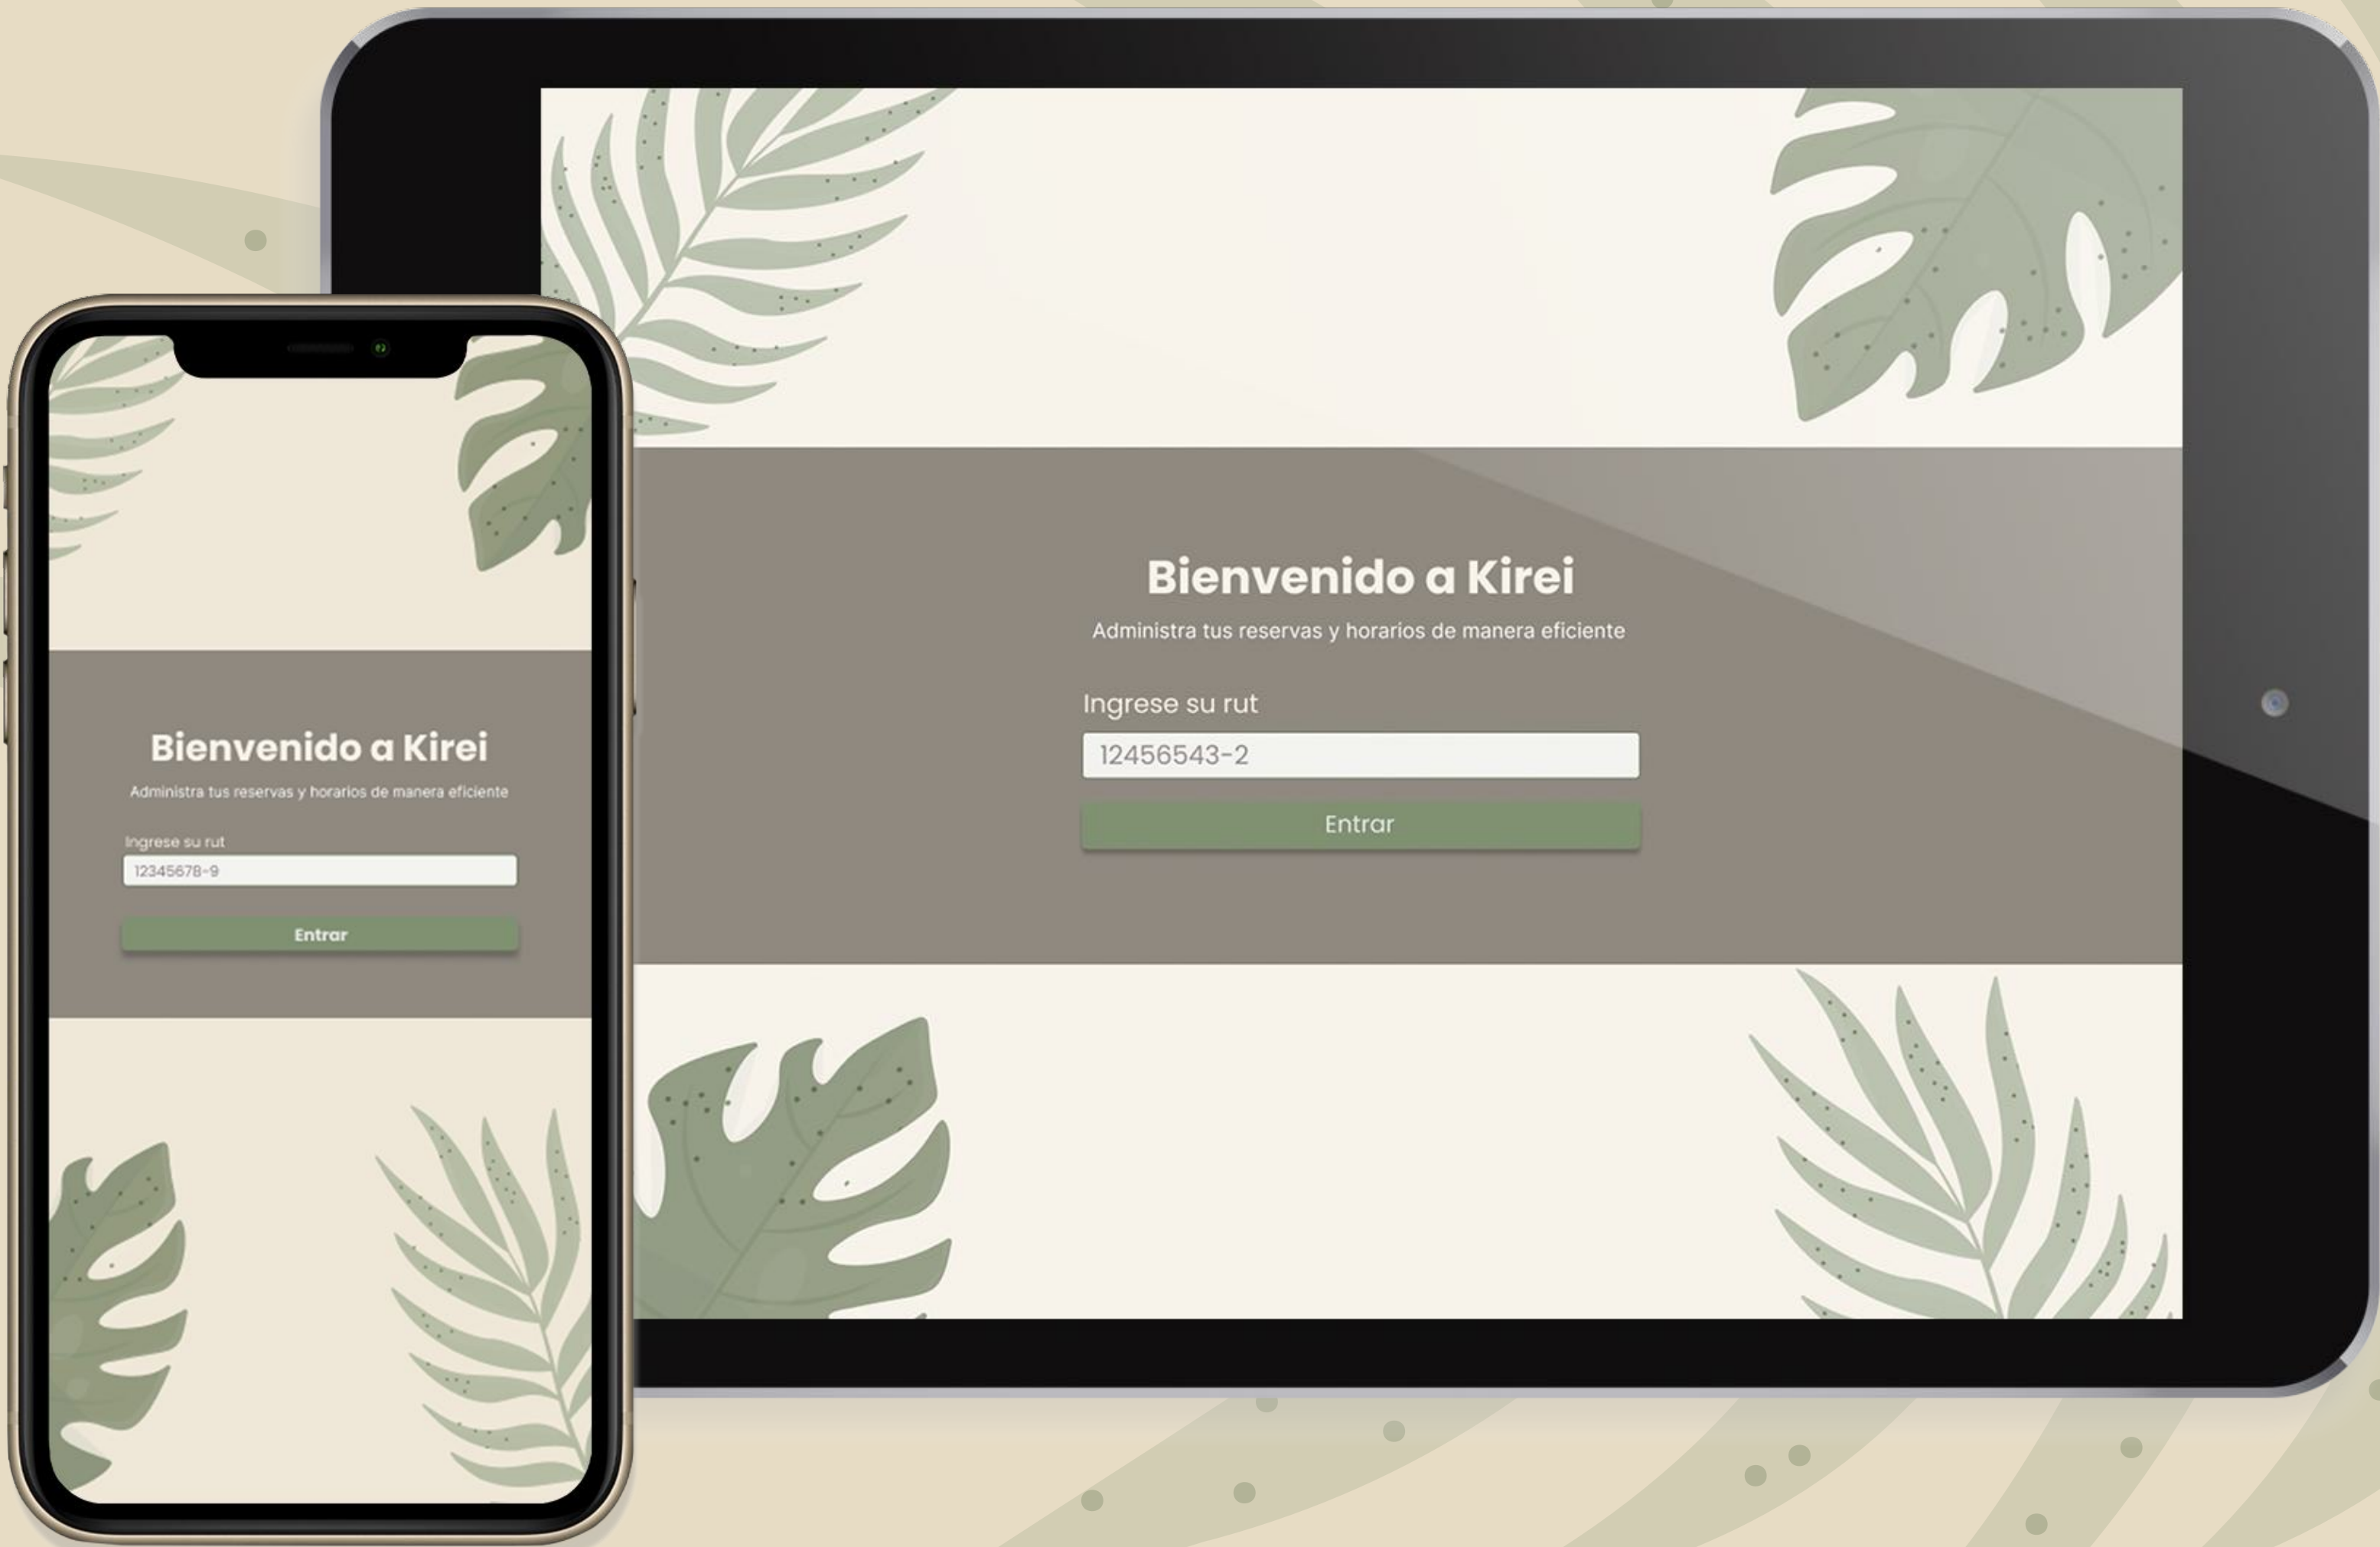 Bienvenido a Kirei
Administra tus reservas y horarios de manera eficiente
Ingrese su rut
12345678-9
Entrar
Bienvenido a Kirei
Administra tus reservas y horarios de manera eficiente
Ingrese su rut
12456543-2
Entrar